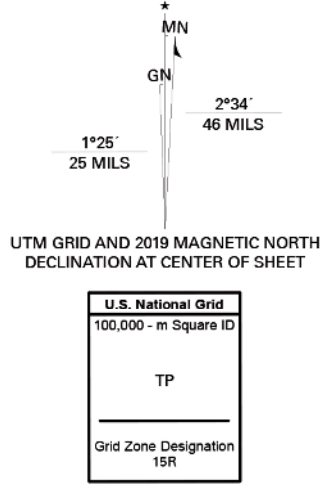 MN
GN
2°34´
46 MILS
1°25´
25 MILS
UTM GRID AND 2019 MAGNETIC NORTH
DECLINATION AT CENTER OF SHEET
U.S. National Grid
100,000 - m Square ID
TP
Grid Zone Designation
15R